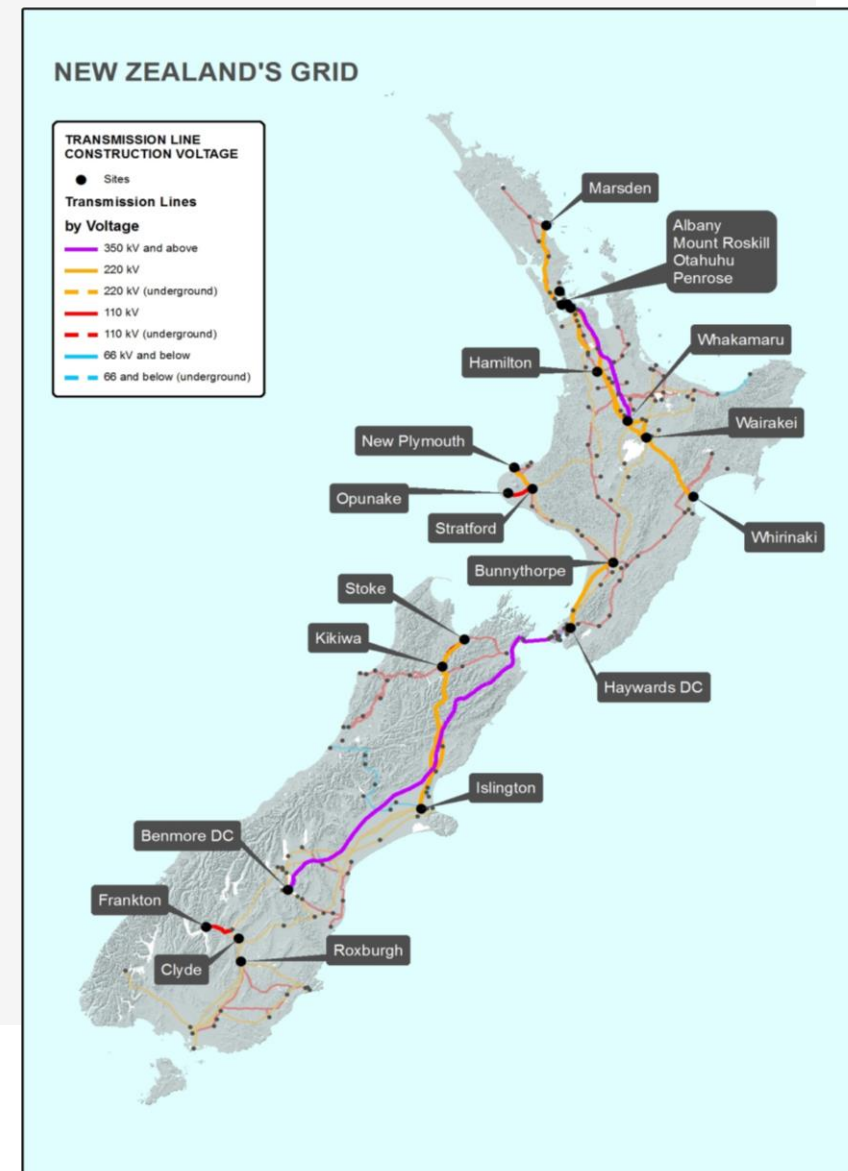 NEW ZEALAND'S GRID
TRANSMISSION LINE
CONSTRUCTION VOLTAGE
Sites
Transmission Lines
by Voltage
350 kV and above
220 kV
220 kV (underground)
110 kV
110 kV (underground)
66 kV and below
66 and below (underground)
Marsden
Albany
Mount Roskill
Otahuhu
Penrose
Whakamaru
Hamilton
Wairakei
New Plymouth
Opunake
Stratford
Whirinaki
Bunnythorpe
Stoke
Kikiwa
Haywards DC
Islington
Benmore DC
Frankton
Roxburgh
Clyde